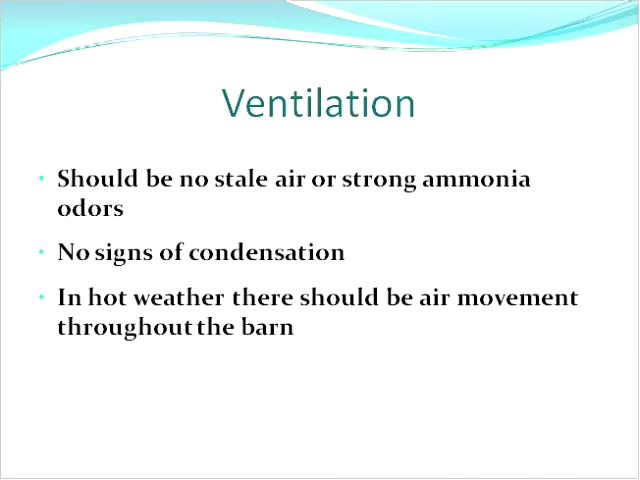 Ventilation
• Should be no stale air or strong ammonia
odors
• No signs of condensation
• In hot weather there should be air movement
throughout the barn